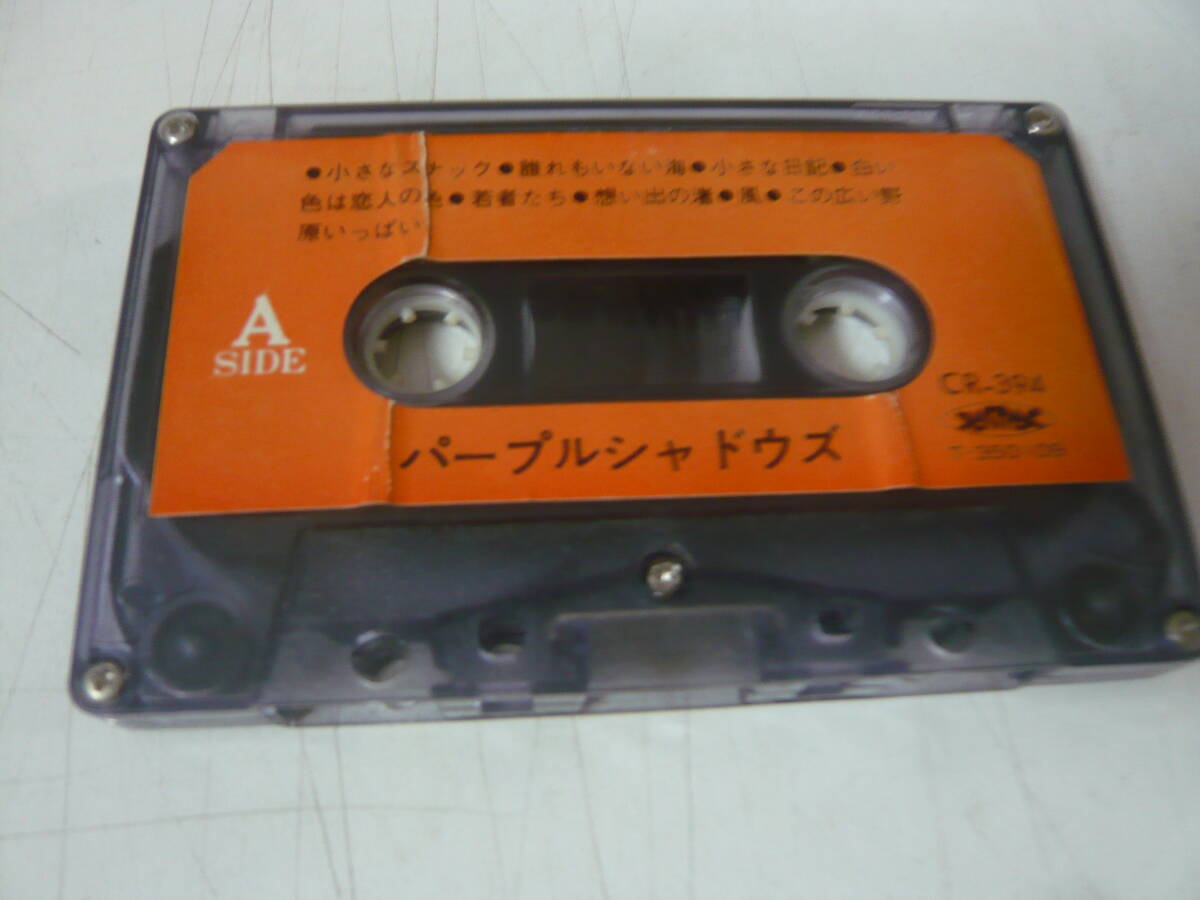 ●小さなスナック●誰れもいない海●小さな日記●白い
色は恋人の色●若者たち●想い出の渚●風●この広い野
原いっぱい
A
SIDE
CR-394
パープルシャドウズ